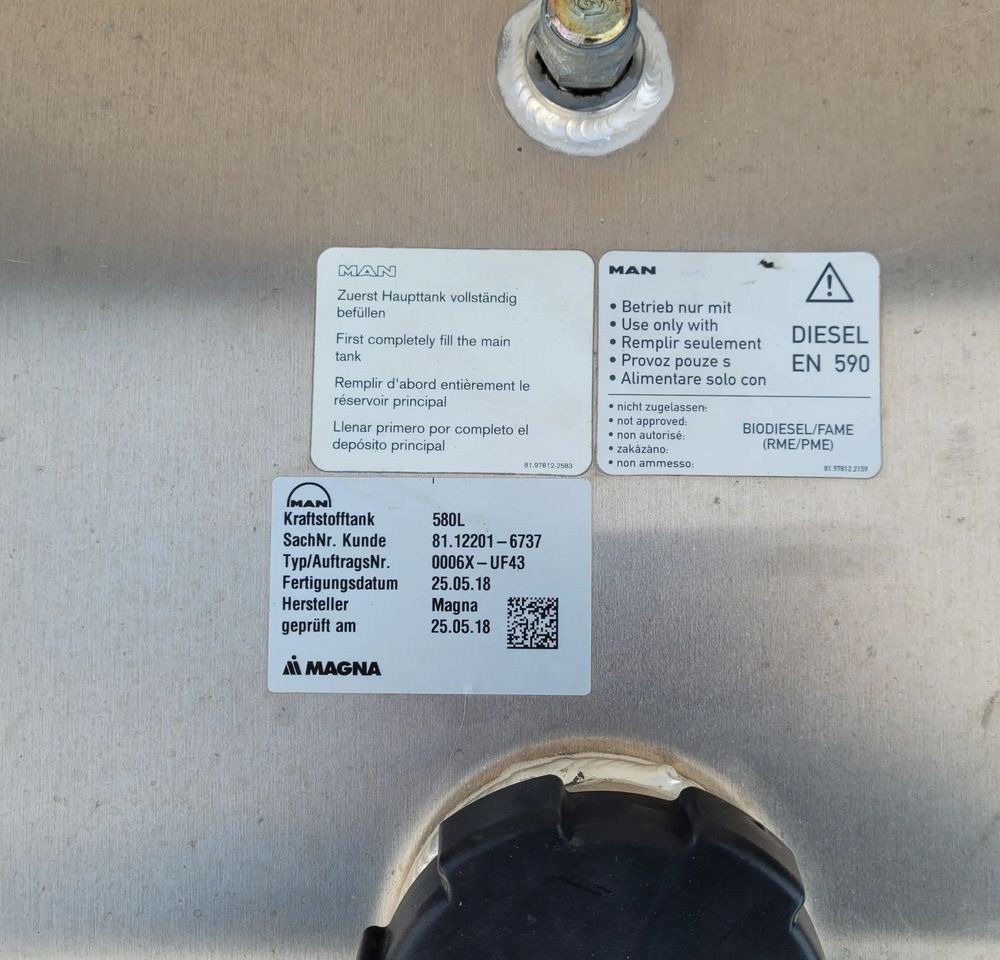 MAN
Zuerst Haupttank vollständig
befüllen
First completely fill the main
tank
Remplir d'abord entièrement le
réservoir principal
Llenar primero por completo el
depósito principal
81.97812-2583
MAN
• Betrieb nur mit
• Use only with
• Remplir seulement
• Provoz pouze s
• Alimentare solo con
DIESEL
EN 590
• nicht zugelassen:
• not approved:
• non autorisé:
• zakázáno:
• non ammesso:
BIODIESEL/FAME
(RME/PME)
81.97812.2159
MAN
Kraftstofftank 580L
SachNr. Kunde 81.12201-6737
Typ/AuftragsNr. 0006X-UF43
Fertigungsdatum 25.05.18
Hersteller Magna
geprüft am 25.05.18
MAGNA